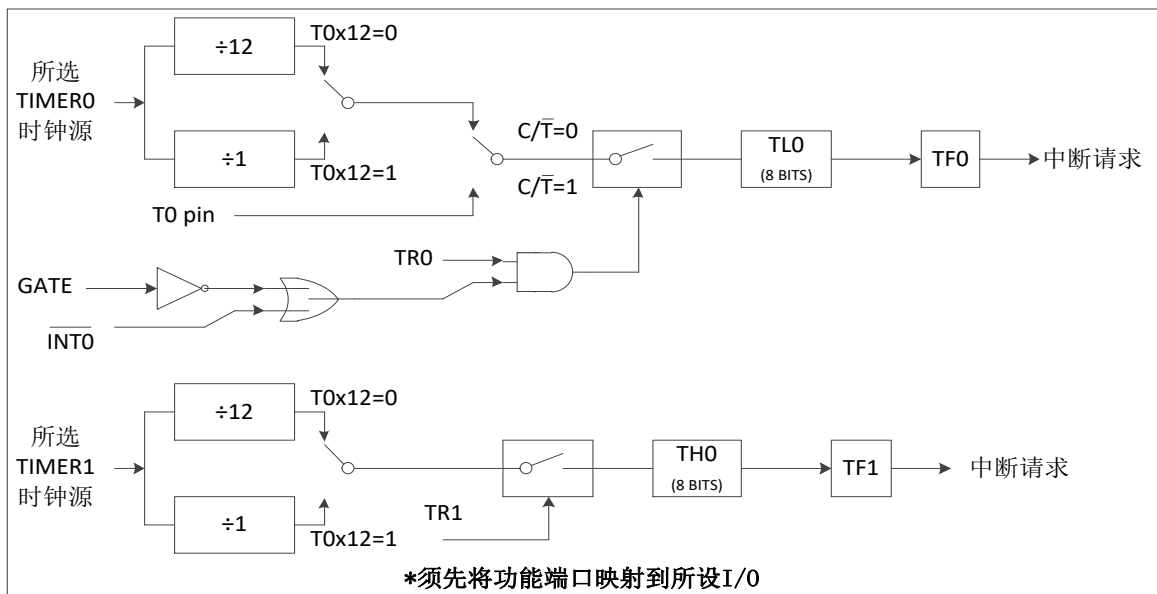 ÷12
T0x12=0
所选
TIMER0
时钟源
÷1
T0x12=1
C/T̅=0
C/T̅=1
TL0
(8 BITS)
TF0
中断请求
T0 pin
TR0
GATE
I̅N̅T̅0̅
÷12
T0x12=0
所选
TIMER1
时钟源
÷1
T0x12=1
TR1
TH0
(8 BITS)
TF1
中断请求
*须先将功能端口映射到所设I/O